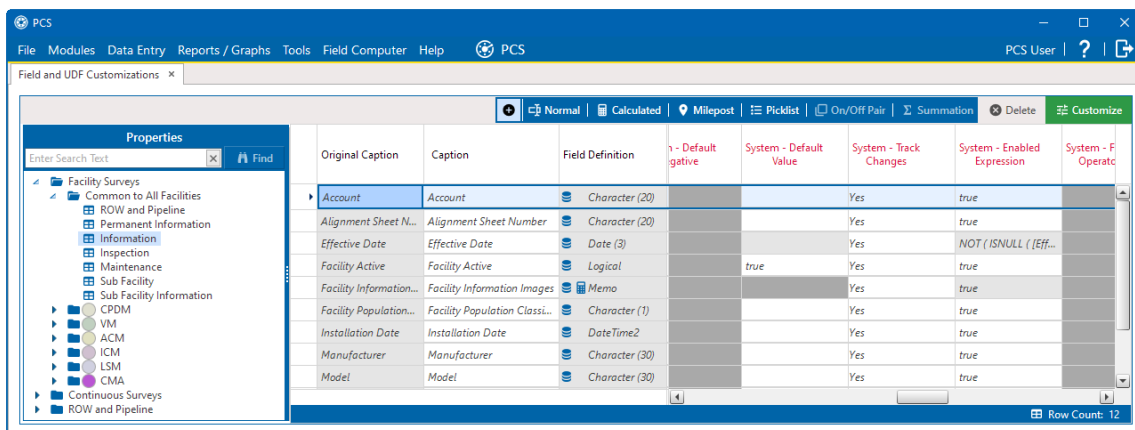 PCS
File Modules Data Entry Reports / Graphs Tools Field Computer Help PCS PCS User | ? |
Field and UDF Customizations ×
Normal | Calculated | Milepost | Picklist | On/Off Pair | Σ Summation Delete Customize
Properties
Enter Search Text × Find
Facility Surveys
Common to All Facilities
ROW and Pipeline
Permanent Information
Information
Inspection
Maintenance
Sub Facility
Sub Facility Information
CPDM
VM
ACM
ICM
LSM
CMA
Continuous Surveys
ROW and Pipeline
Original Caption Caption Field Definition - Default gative System - Default Value System - Track Changes System - Enabled Expression System - F Operato
Account Account Character (20) Yes true
Alignment Sheet N... Alignment Sheet Number Character (20) Yes true
Effective Date Effective Date Date (3) Yes NOT ( ISNULL ( [Eff...
Facility Active Facility Active Logical true Yes true
Facility Information... Facility Information Images Memo Yes true
Facility Population... Facility Population Classi... Character (1) Yes true
Installation Date Installation Date DateTime2 Yes true
Manufacturer Manufacturer Character (30) Yes true
Model Model Character (30) Yes true
Row Count: 12